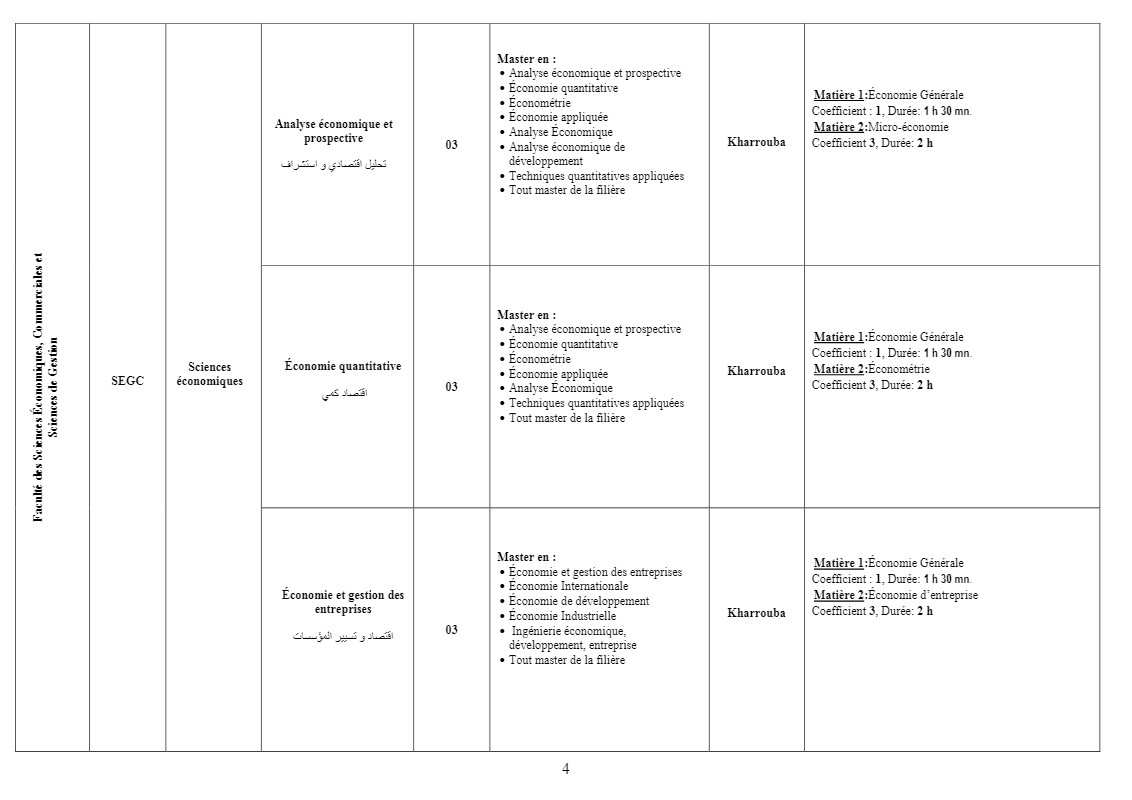 Faculté des Sciences Économiques, Commerciales et
Sciences de Gestion
SEGC
Sciences
économiques
Analyse économique et
prospective
تحليل اقتصادي و استشراف
03
Master en :
• Analyse économique et prospective
• Économie quantitative
• Économétrie
• Économie appliquée
• Analyse Économique
• Analyse économique de
développement
• Techniques quantitatives appliquées
• Tout master de la filière
Kharrouba
Matière 1:Économie Générale
Coefficient : 1, Durée: 1 h 30 mn.
Matière 2:Micro-économie
Coefficient 3, Durée: 2 h
Économie quantitative
اقتصاد كمي
03
Master en :
• Analyse économique et prospective
• Économie quantitative
• Économétrie
• Économie appliquée
• Analyse Économique
• Techniques quantitatives appliquées
• Tout master de la filière
Kharrouba
Matière 1:Économie Générale
Coefficient : 1, Durée: 1 h 30 mn.
Matière 2:Économétrie
Coefficient 3, Durée: 2 h
Économie et gestion des
entreprises
اقتصاد و تسيير المؤسسات
03
Master en :
• Économie et gestion des entreprises
• Économie Internationale
• Économie de développement
• Économie Industrielle
• Ingénierie économique,
développement, entreprise
• Tout master de la filière
Kharrouba
Matière 1:Économie Générale
Coefficient : 1, Durée: 1 h 30 mn.
Matière 2:Économie d’entreprise
Coefficient 3, Durée: 2 h
4